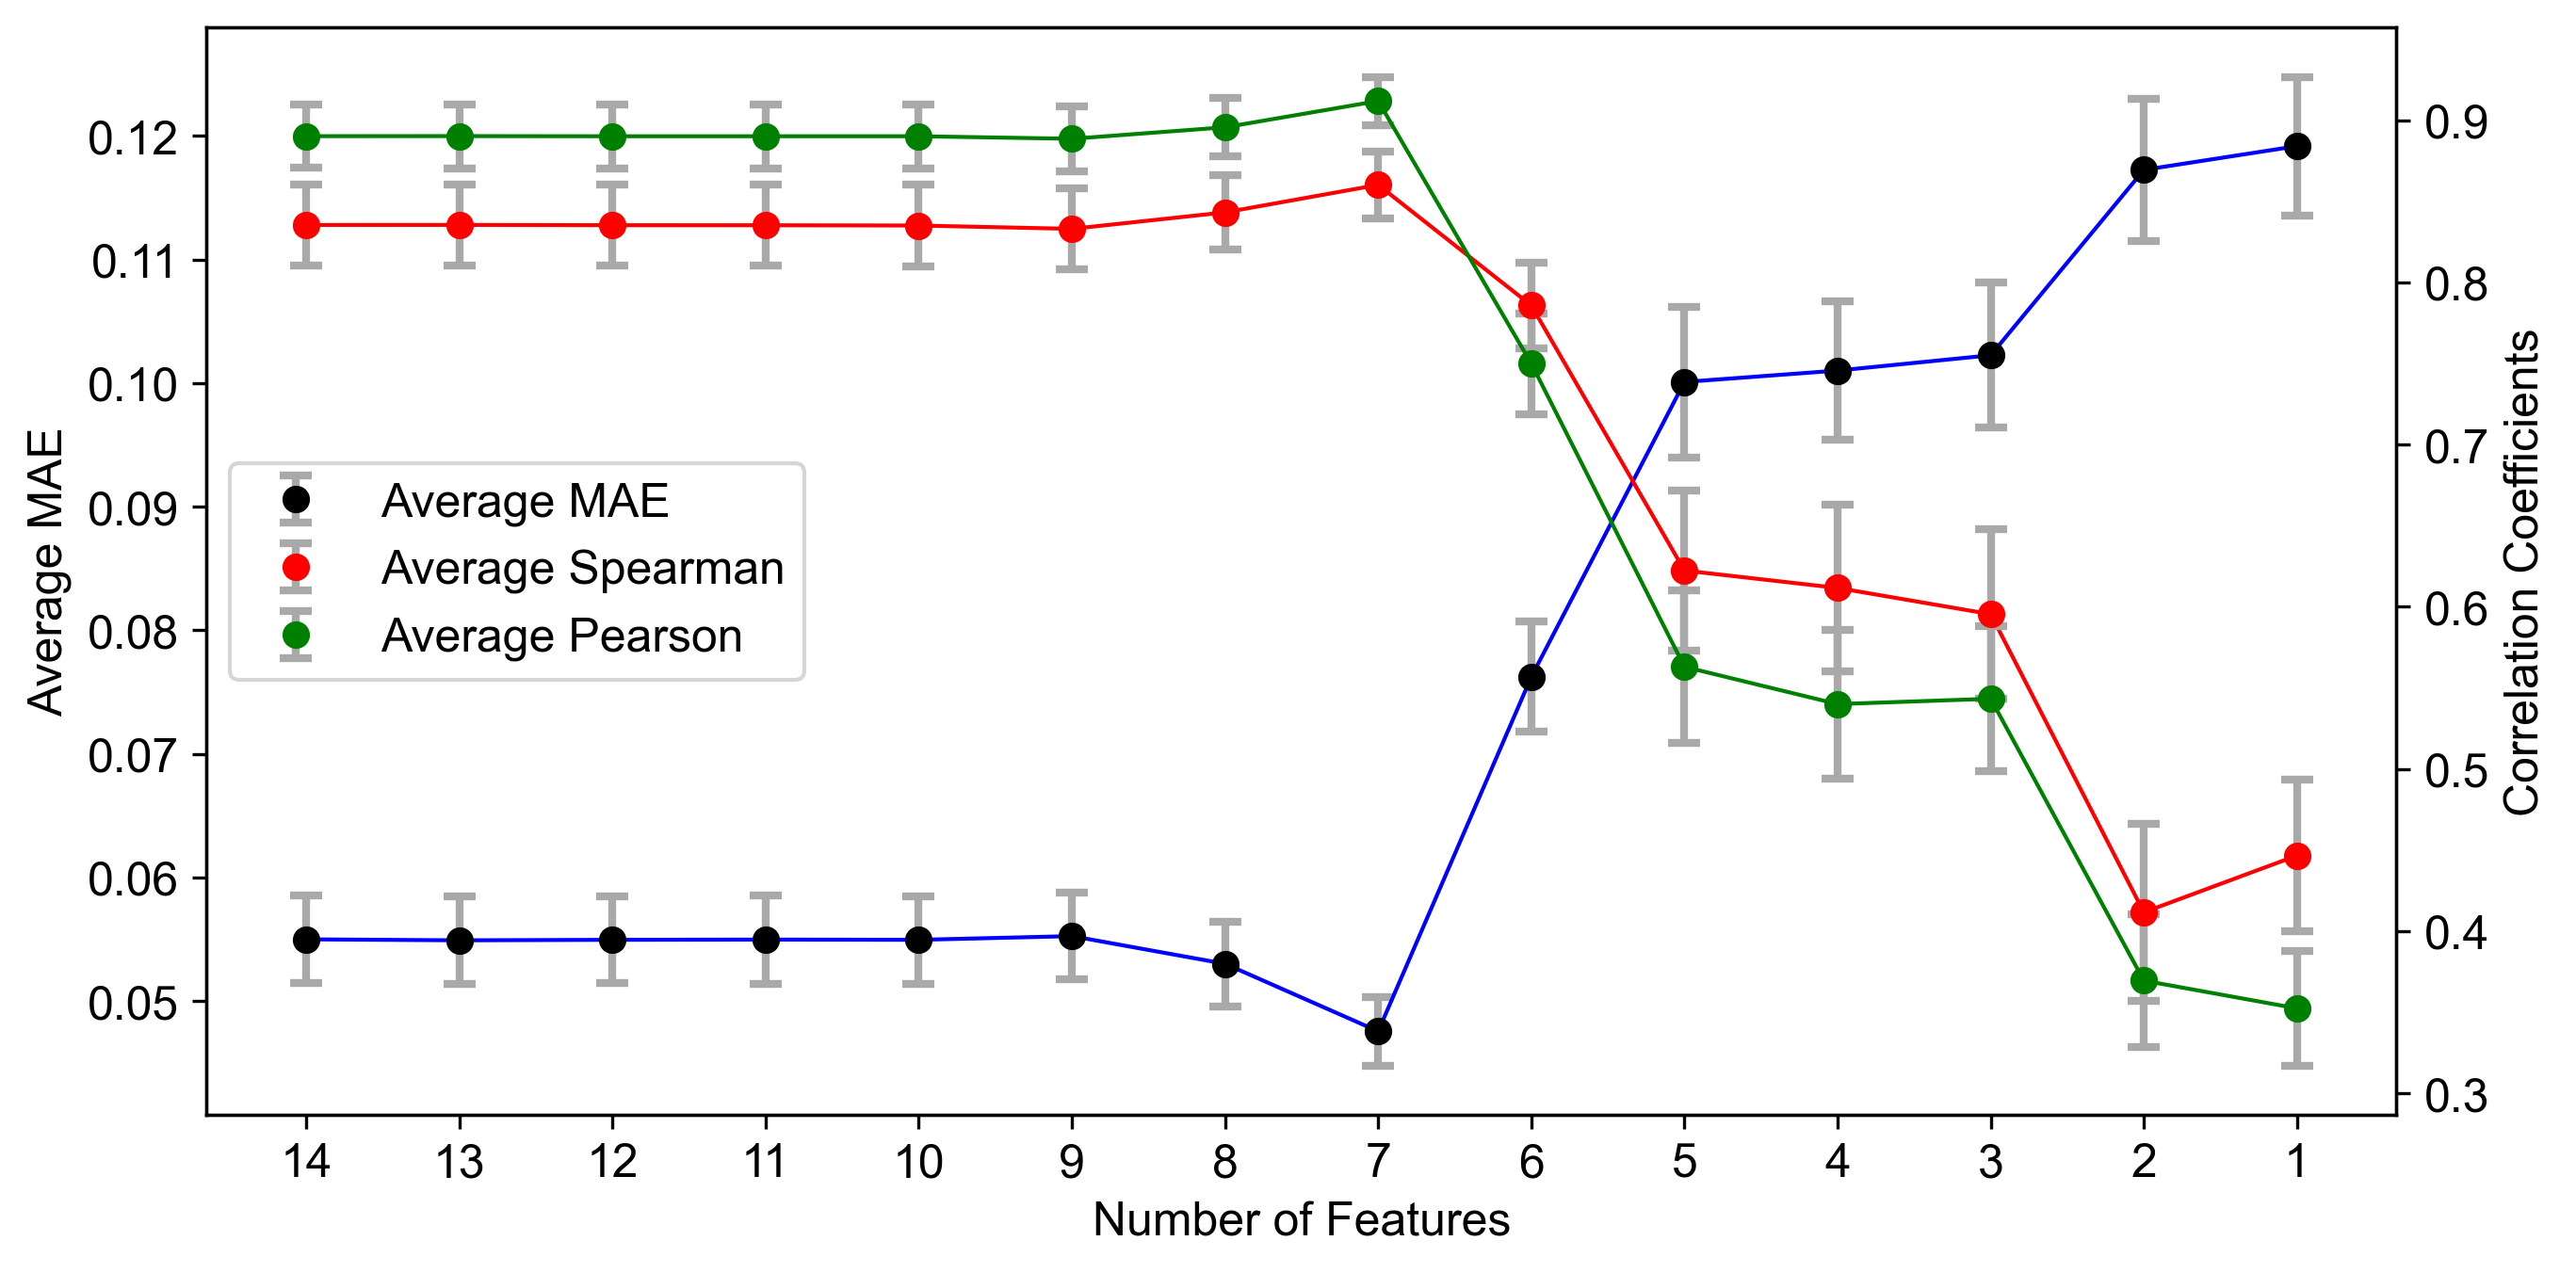 0.12
0.11
0.10
0.09
0.08
0.07
0.06
0.05
Average MAE
Average MAE
Average Spearman
Average Pearson
0.9
0.8
0.7
0.6
0.5
0.4
0.3
Correlation Coefficients
14 13 12 11 10 9 8 7 6 5 4 3 2 1
Number of Features